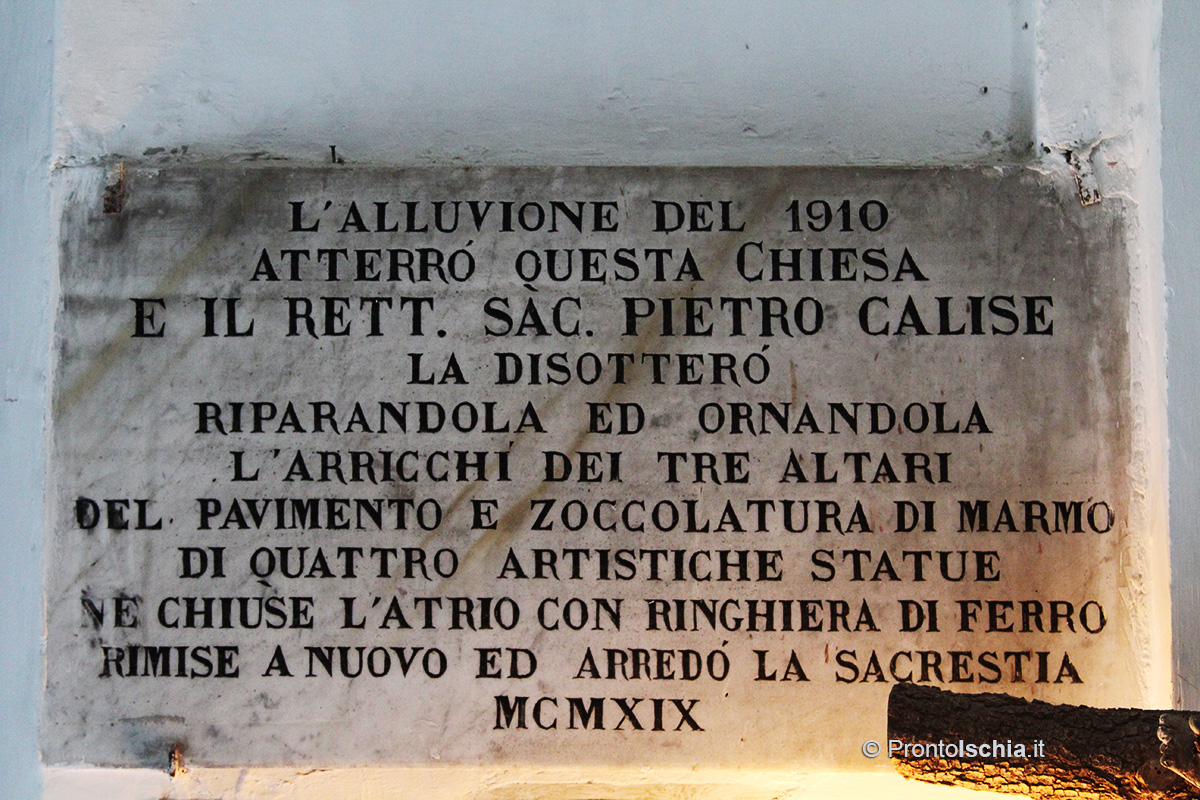 L'ALLUVIONE DEL 1910
ATTERRÓ QUESTA CHIESA
E IL RETT. SÀC. PIETRO CALISE
LA DISOTTERÓ
RIPARANDOLA ED ORNANDOLA
L'ARRICCHÍ DEI TRE ALTARI
DEL PAVIMENTO E ZOCCOLATURA DI MARMO
DI QUATTRO ARTISTICHE STATUE
NE CHIUSE L'ATRIO CON RINGHIERA DI FERRO
RIMISE A NUOVO ED ARREDÓ LA SACRESTIA
MCMXIX
© ProntoIschia.it